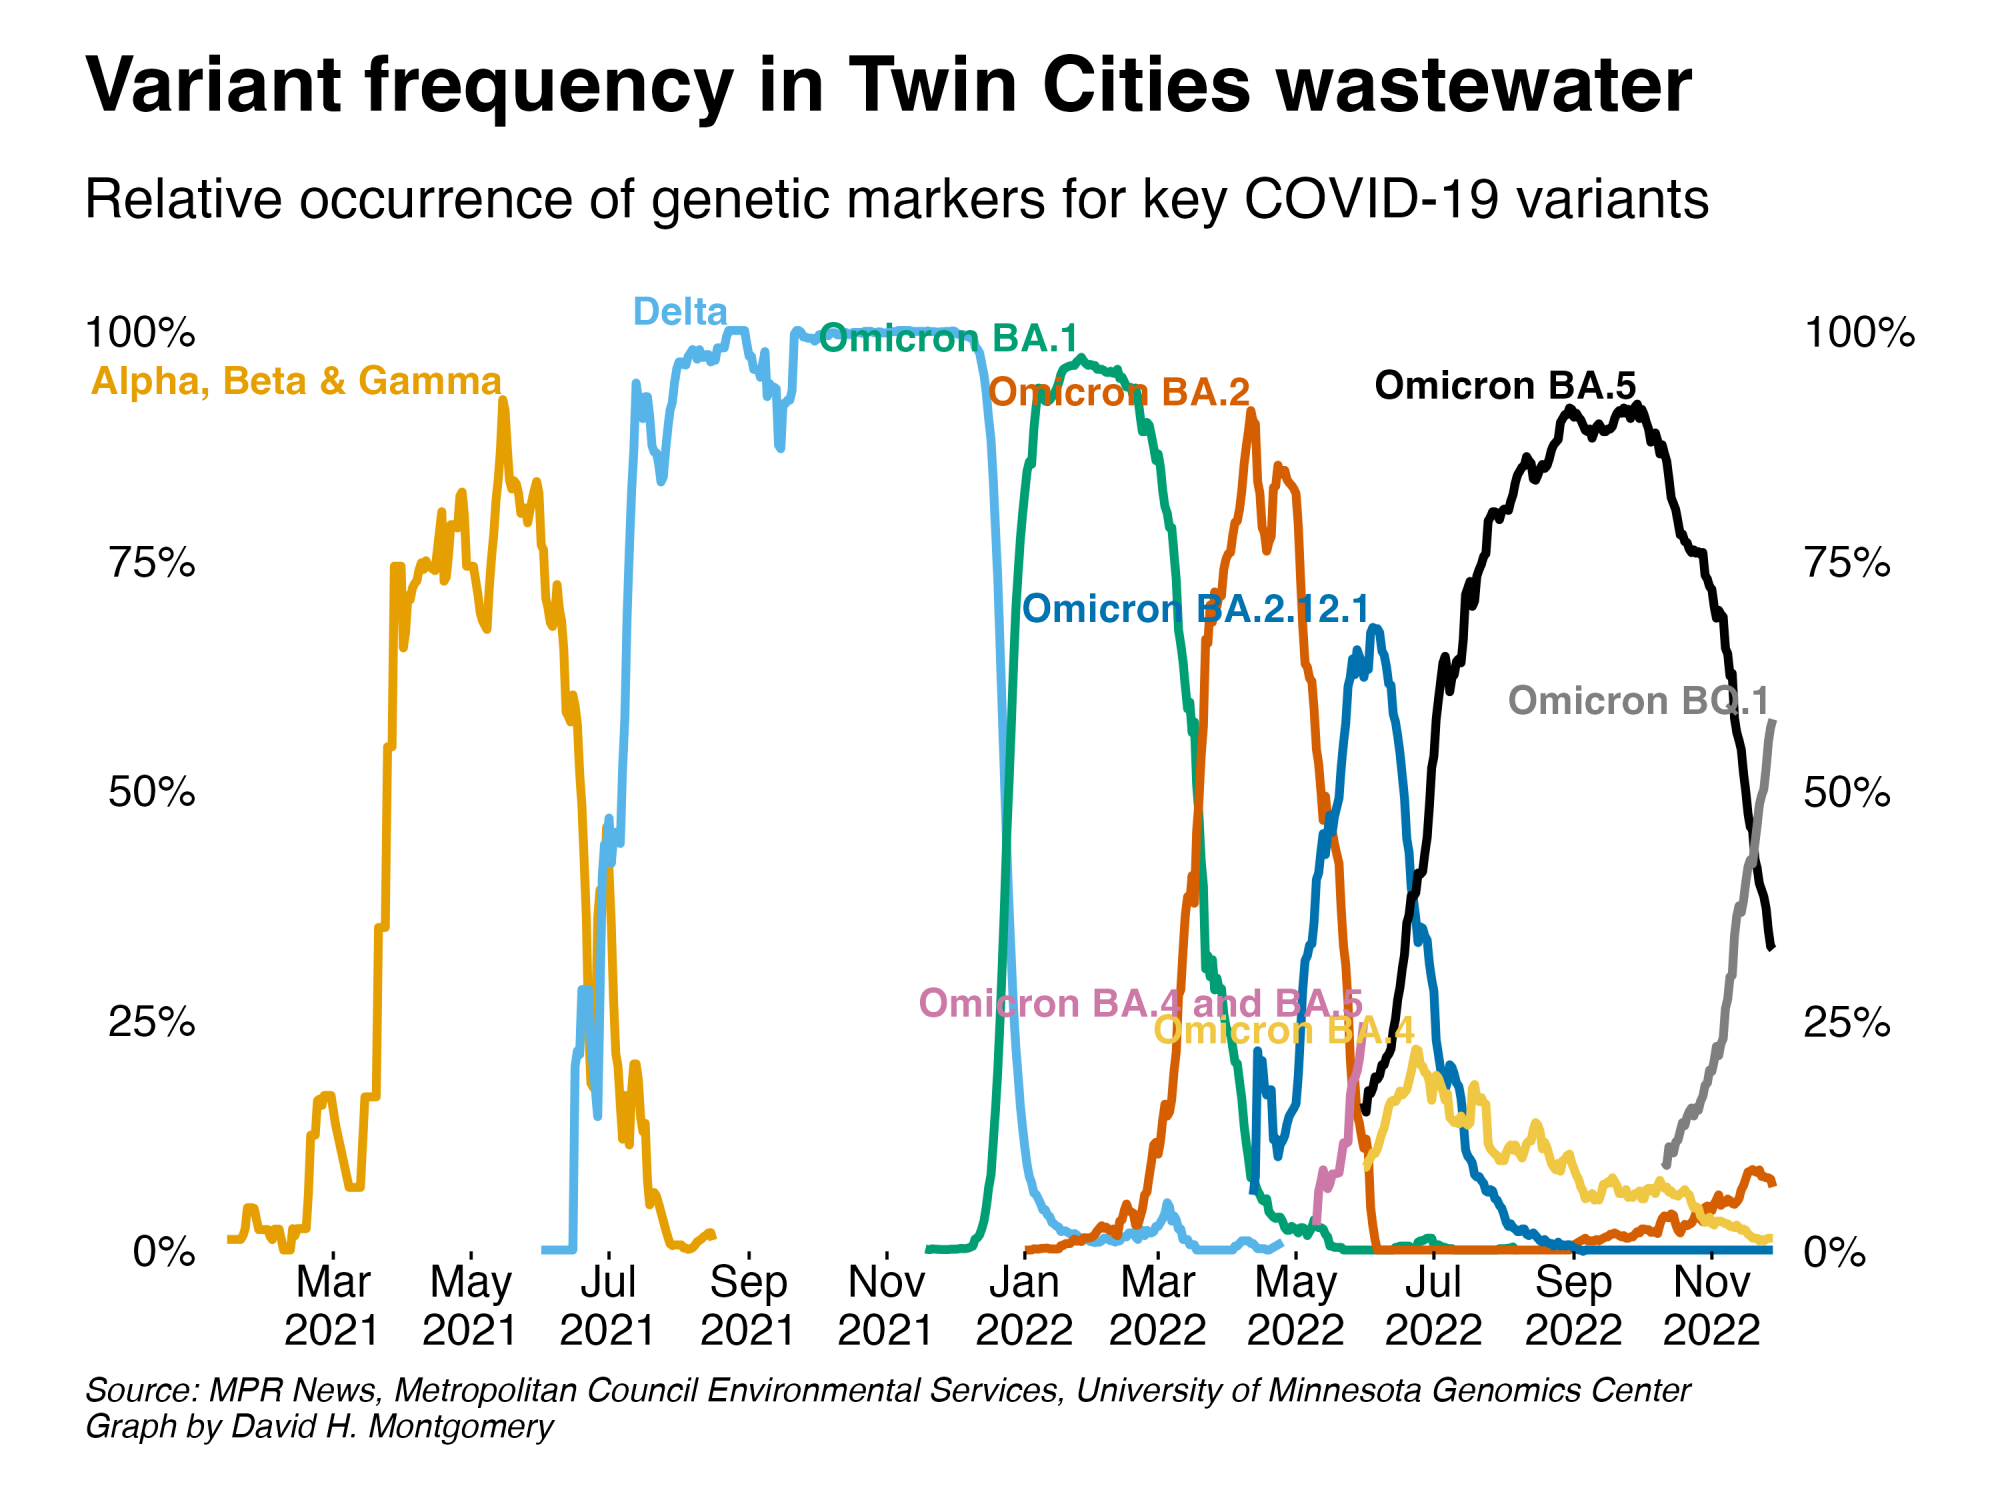 Variant frequency in Twin Cities wastewater
Relative occurrence of genetic markers for key COVID-19 variants
Delta
100%
Omicron BA.1
100%
Alpha, Beta & Gamma
Omicron BA.2
Omicron BA.5
75%
75%
Omicron BA.2.12.1
Omicron BQ.1
50%
50%
Omicron BA.4 and BA.5
25%
Omicron BA.4
25%
0%
0%
Mar May Jul Sep Nov Jan Mar May Jul Sep Nov
2021 2021 2021 2021 2021 2022 2022 2022 2022 2022 2022
Source: MPR News, Metropolitan Council Environmental Services, University of Minnesota Genomics Center
Graph by David H. Montgomery